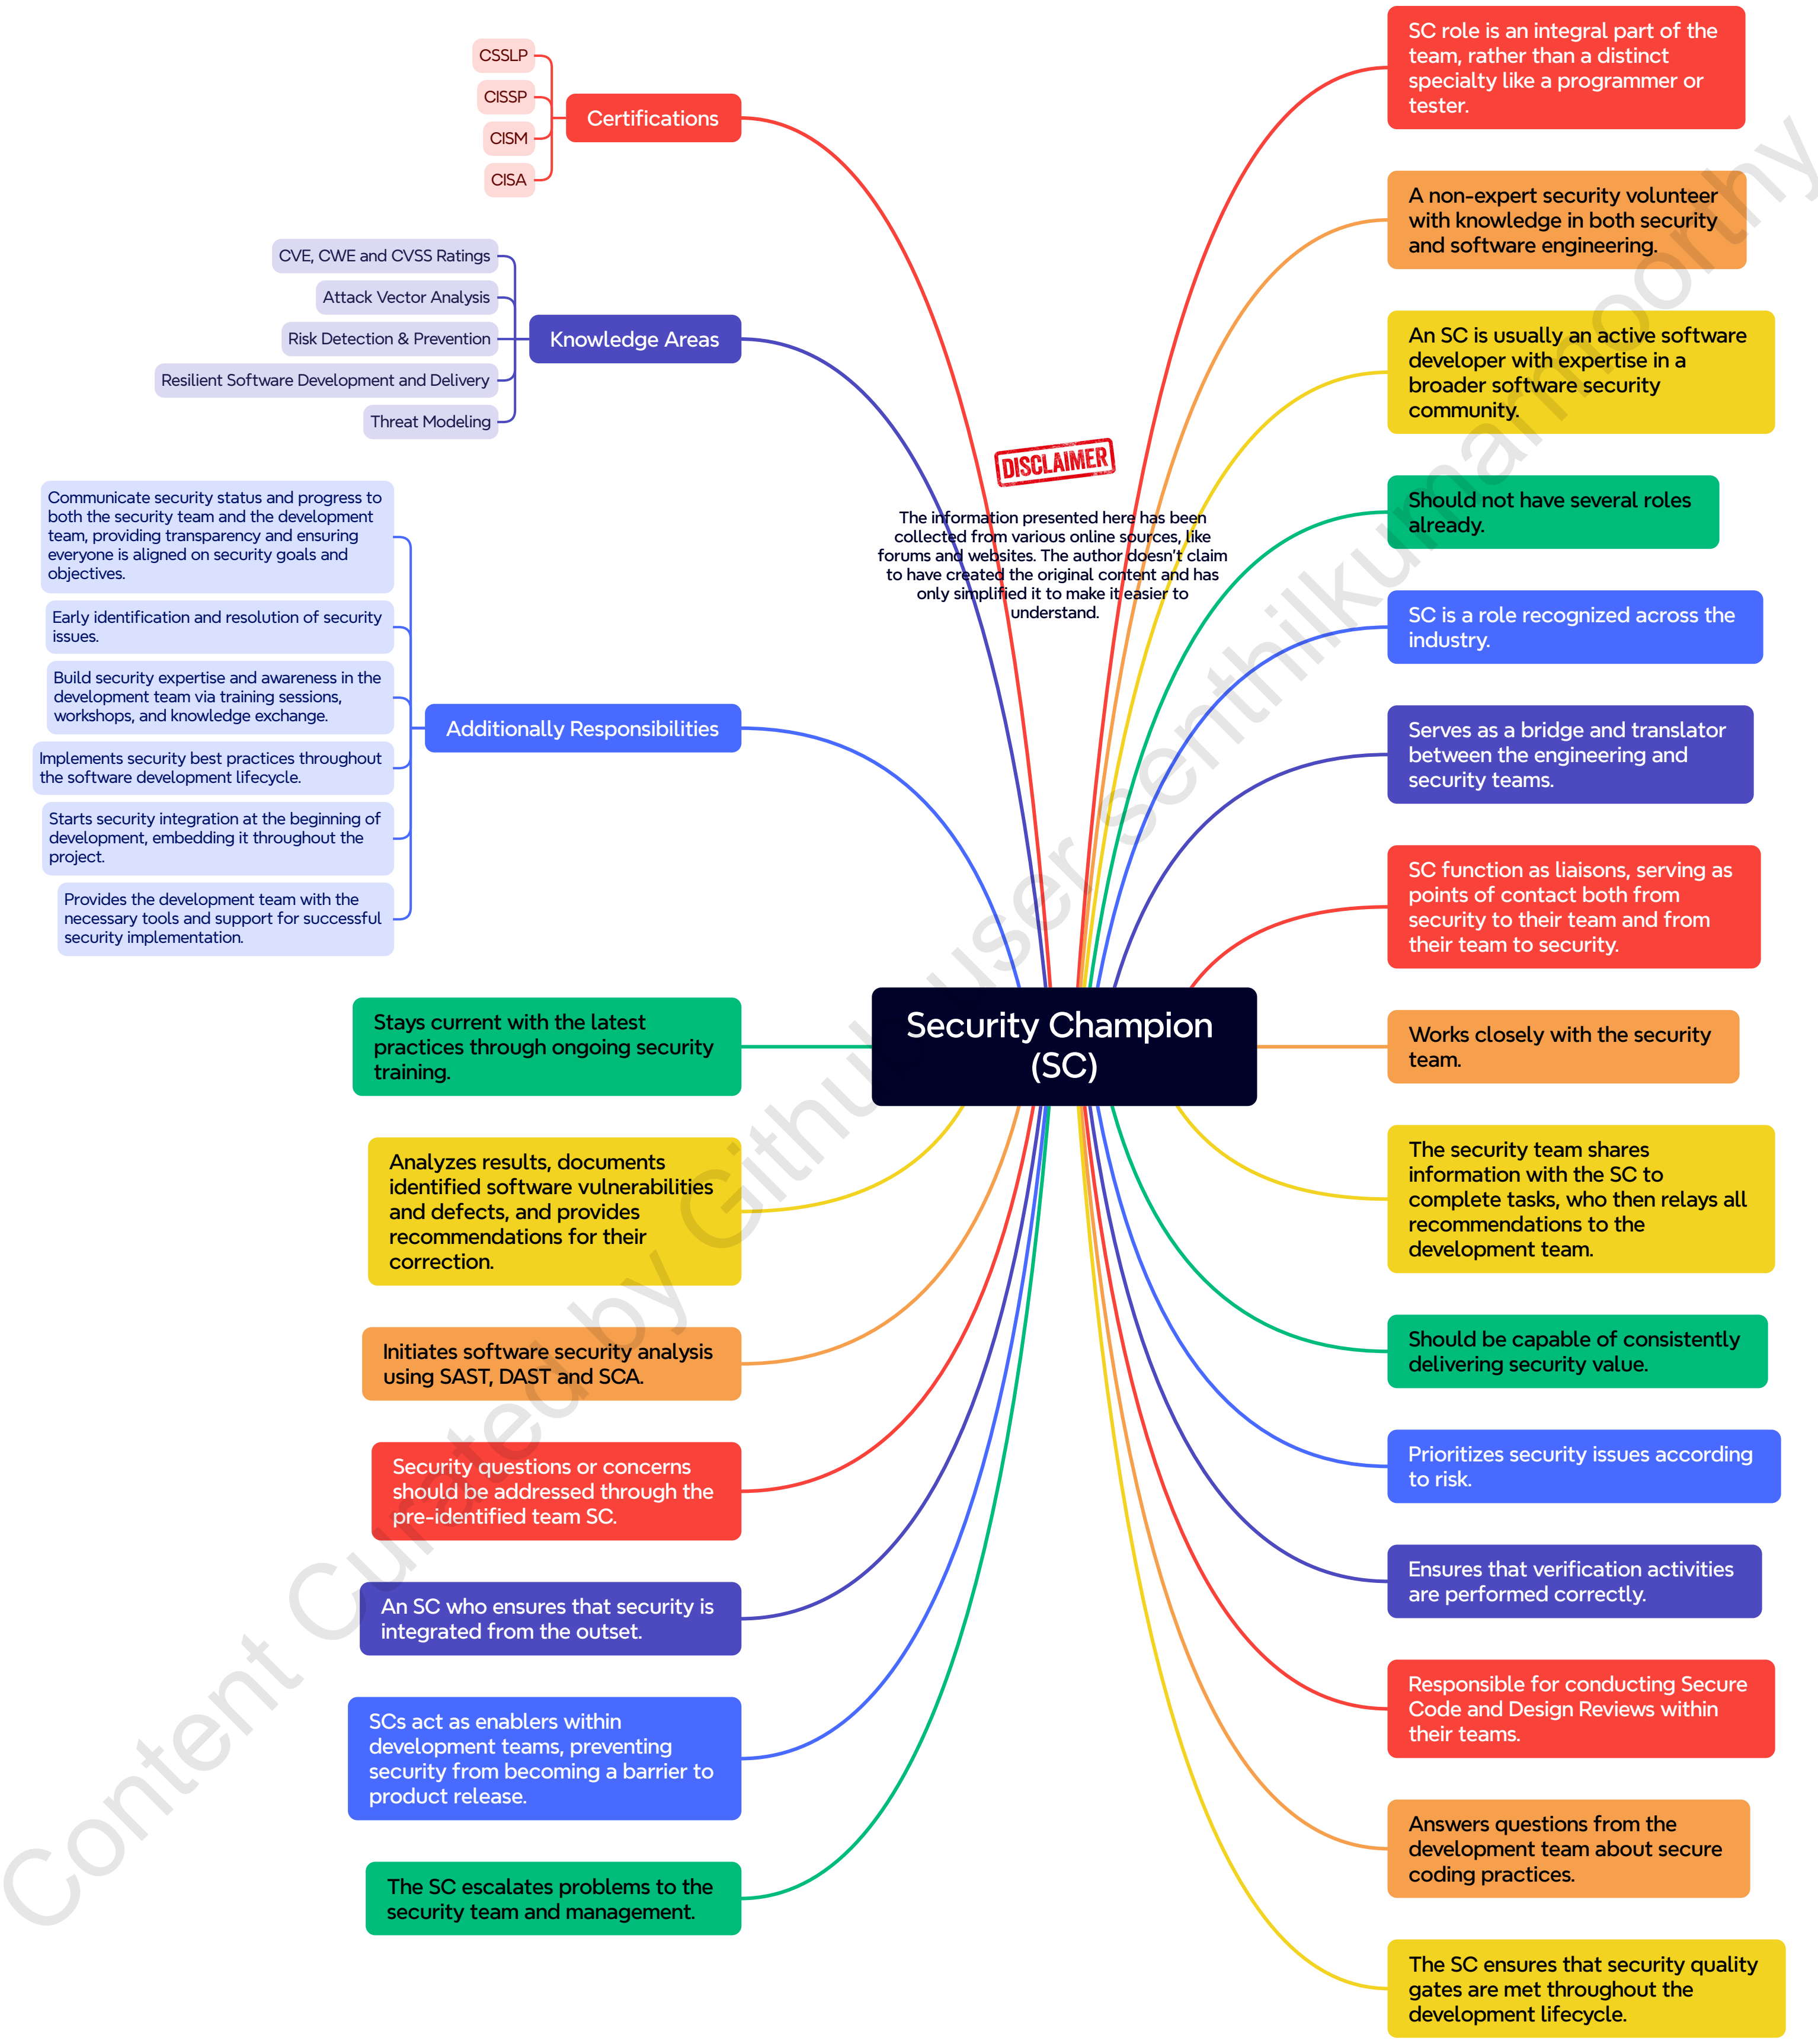 CSSLP
CISSP
CISM
CISA
Certifications
CVE, CWE and CVSS Ratings
Attack Vector Analysis
Risk Detection & Prevention
Resilient Software Development and Delivery
Threat Modeling
Knowledge Areas
Communicate security status and progress to
both the security team and the development
team, providing transparency and ensuring
everyone is aligned on security goals and
objectives.
Early identification and resolution of security
issues.
Build security expertise and awareness in the
development team via training sessions,
workshops, and knowledge exchange.
Implements security best practices throughout
the software development lifecycle.
Starts security integration at the beginning of
development, embedding it throughout the
project.
Provides the development team with the
necessary tools and support for successful
security implementation.
Additionally Responsibilities
Stays current with the latest
practices through ongoing security
training.
Analyzes results, documents
identified software vulnerabilities
and defects, and provides
recommendations for their
correction.
Initiates software security analysis
using SAST, DAST and SCA.
Security questions or concerns
should be addressed through the
pre-identified team SC.
An SC who ensures that security is
integrated from the outset.
SCs act as enablers within
development teams, preventing
security from becoming a barrier to
product release.
The SC escalates problems to the
security team and management.
DISCLAIMER
The information presented here has been
collected from various online sources, like
forums and websites. The author doesn't claim
to have created the original content and has
only simplified it to make it easier to
understand.
Security Champion
(SC)
SC role is an integral part of the
team, rather than a distinct
specialty like a programmer or
tester.
A non-expert security volunteer
with knowledge in both security
and software engineering.
An SC is usually an active software
developer with expertise in a
broader software security
community.
Should not have several roles
already.
SC is a role recognized across the
industry.
Serves as a bridge and translator
between the engineering and
security teams.
SC function as liaisons, serving as
points of contact both from
security to their team and from
their team to security.
Works closely with the security
team.
The security team shares
information with the SC to
complete tasks, who then relays all
recommendations to the
development team.
Should be capable of consistently
delivering security value.
Prioritizes security issues according
to risk.
Ensures that verification activities
are performed correctly.
Responsible for conducting Secure
Code and Design Reviews within
their teams.
Answers questions from the
development team about secure
coding practices.
The SC ensures that security quality
gates are met throughout the
development lifecycle.
Content Curated by Github user senthilkumarmoorthy